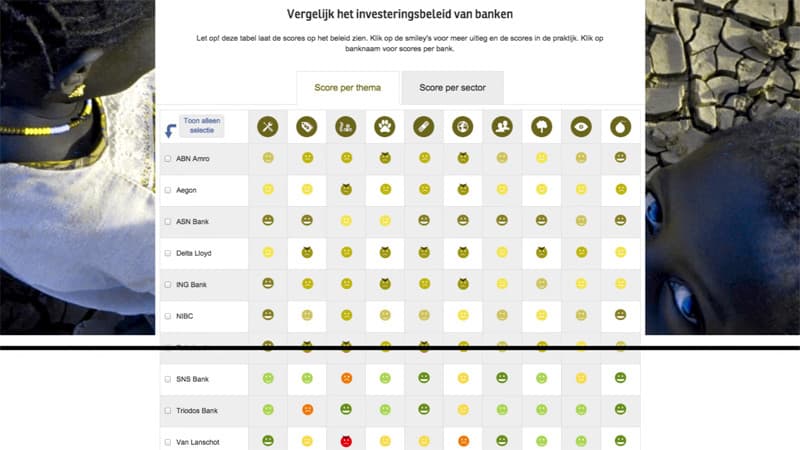 Vergelijk het investeringsbeleid van banken
Let op! deze tabel laat de scores op het beleid zien. Klik op de smiley's voor meer uitleg en de scores in de praktijk. Klik op
banknaam voor scores per bank.
Score per thema
Score per sector
Toon alleen
selectie
ABN Amro
Aegon
ASN Bank
Delta Lloyd
ING Bank
NIBC
SNS Bank
Triodos Bank
Van Lanschot